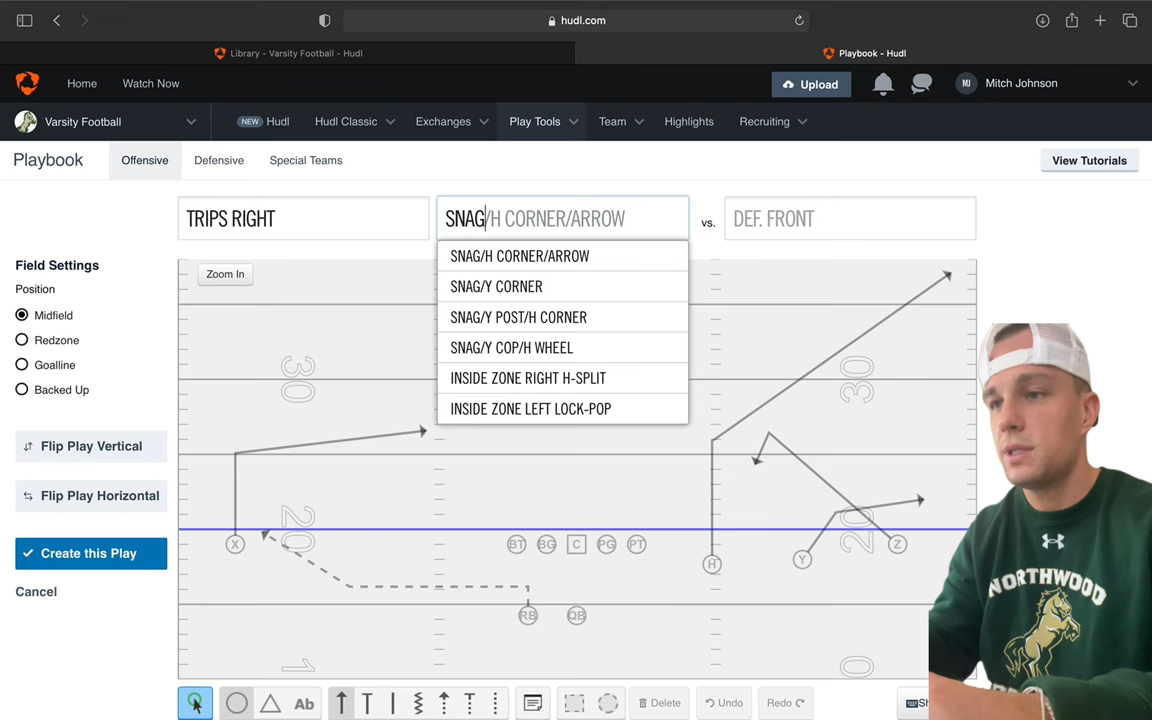 hudl.com
Library - Varsity Football - Hudl
Playbook - Hudl
Home
Watch Now
Upload
MJ
Mitch Johnson
Varsity Football
NEW Hudl
Hudl Classic
Exchanges
Play Tools
Team
Highlights
Recruiting
Playbook
Offensive
Defensive
Special Teams
View Tutorials
TRIPS RIGHT
SNAG/H CORNER/ARROW
vs.
DEF. FRONT
Field Settings
Position
Midfield
Redzone
Goalline
Backed Up
Flip Play Vertical
Flip Play Horizontal
Create this Play
Cancel
Zoom In
SNAG/H CORNER/ARROW
SNAG/Y CORNER
SNAG/Y POST/H CORNER
SNAG/Y COP/H WHEEL
INSIDE ZONE RIGHT H-SPLIT
INSIDE ZONE LEFT LOCK-POP
30
30
20
20
X
BT
BG
C
PG
PT
H
Y
Z
RB
QB
1
0
Ab
Delete
Undo
Redo
Sh
NORTHWOOD